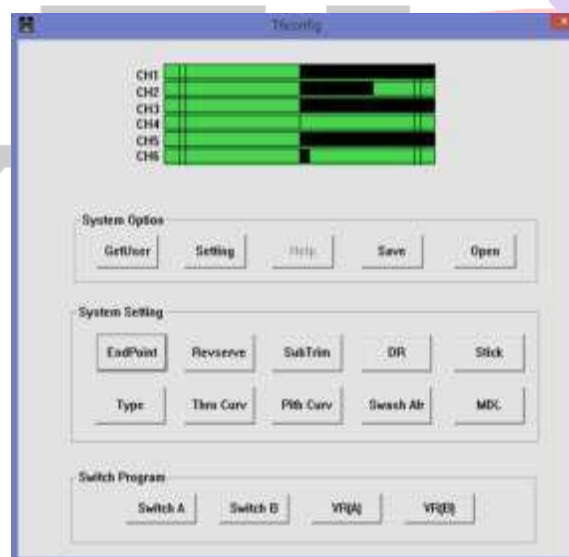 T6config
CH1
CH2
CH3
CH4
CH5
CH6
System Option
GetUser Setting Help Save Open
System Setting
EndPoint Revserve SubTrim DR Stick
Type Thro Curv Pith Curv Swash Afr MIX.
Switch Program
Switch A Switch B VR(A) VR(B)